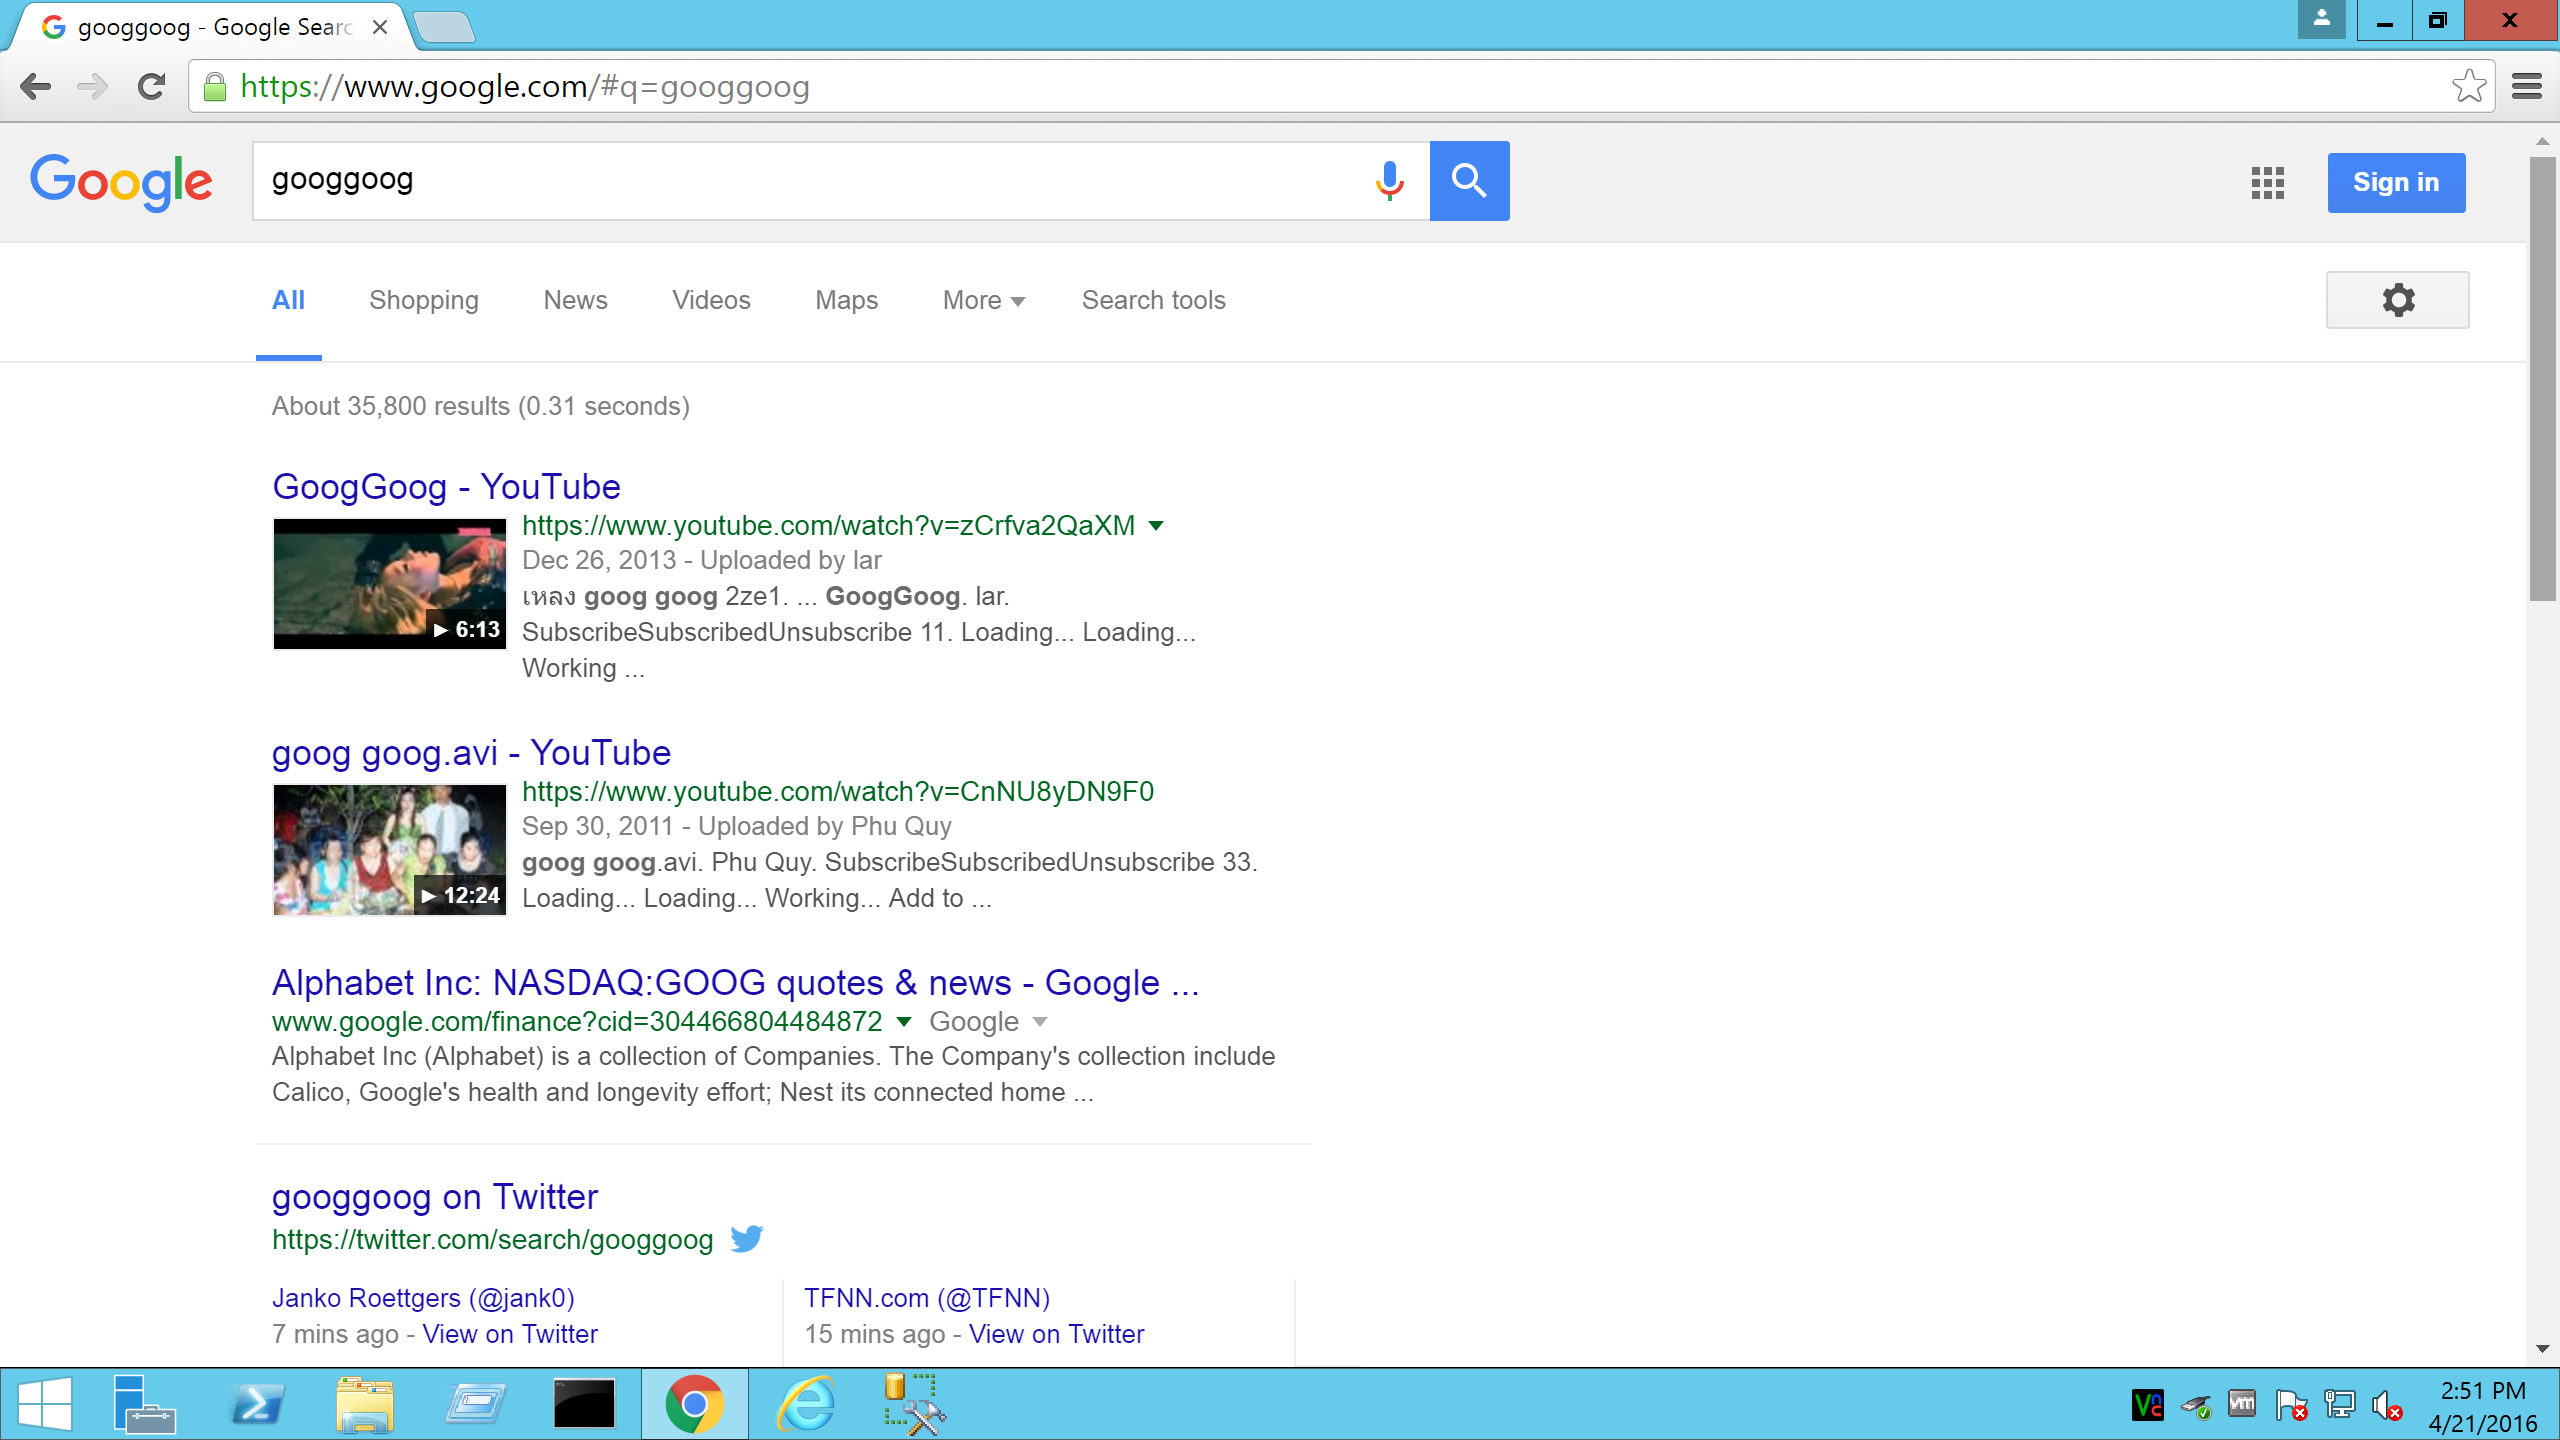 googgoog - Google Searc
https://www.google.com/#q=googgoog
Google
googgoog
Sign in
All Shopping News Videos Maps More Search tools
About 35,800 results (0.31 seconds)
GoogGoog - YouTube
https://www.youtube.com/watch?v=zCrfva2QaXM
Dec 26, 2013 - Uploaded by lar
เหลง goog goog 2ze1. ... GoogGoog. lar.
SubscribeSubscribedUnsubscribe 11. Loading... Loading...
6:13
Working ...
goog goog.avi - YouTube
https://www.youtube.com/watch?v=CnNU8yDN9F0
Sep 30, 2011 - Uploaded by Phu Quy
goog goog.avi. Phu Quy. SubscribeSubscribedUnsubscribe 33.
Loading... Loading... Working... Add to ...
12:24
Alphabet Inc: NASDAQ:GOOG quotes & news - Google ...
www.google.com/finance?cid=304466804484872 Google
Alphabet Inc (Alphabet) is a collection of Companies. The Company's collection include
Calico, Google's health and longevity effort; Nest its connected home ...
googgoog on Twitter
https://twitter.com/search/googgoog
Janko Roettgers (@jank0)
7 mins ago - View on Twitter
TFNN.com (@TFNN)
15 mins ago - View on Twitter
2:51 PM
4/21/2016